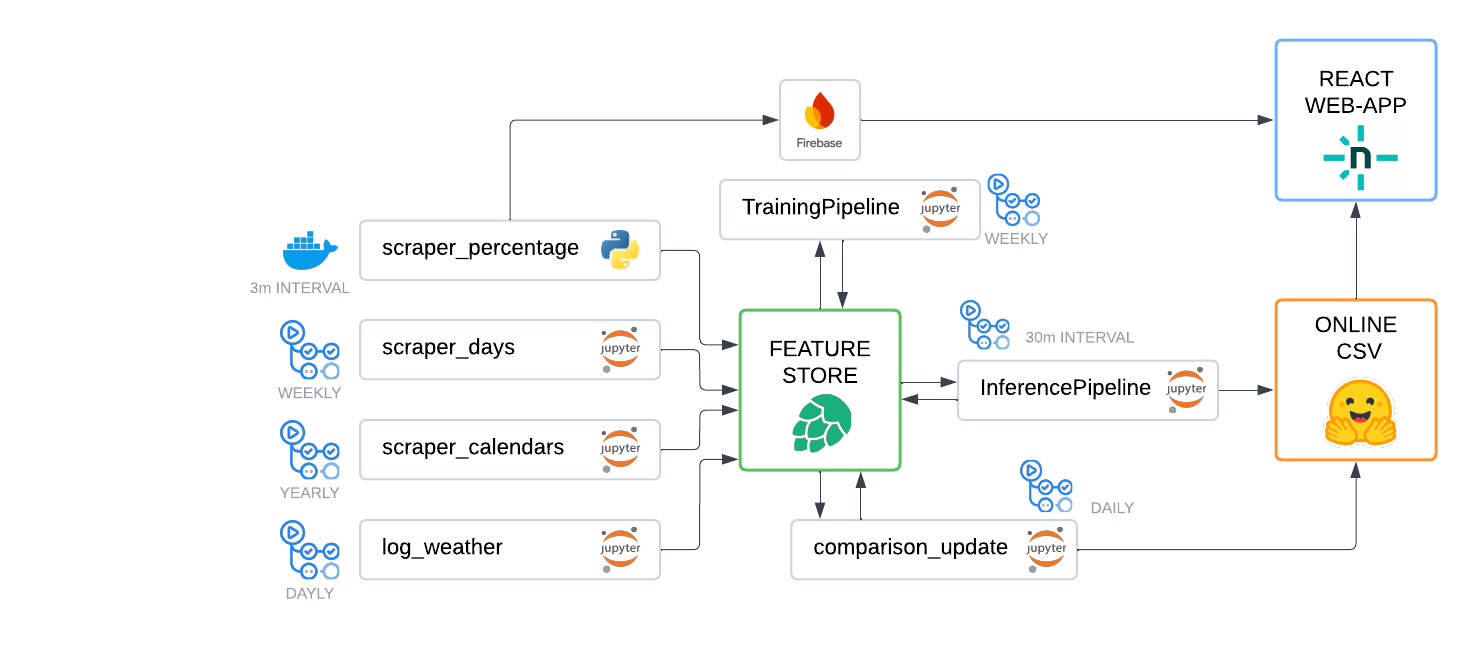 REACT
WEB-APP
n
Firebase
TrainingPipeline
jupyter
WEEKLY
scraper_percentage
3m INTERVAL
scraper_days
jupyter
WEEKLY
FEATURE
STORE
30m INTERVAL
InferencePipeline
jupyter
ONLINE
CSV
scraper_calendars
jupyter
YEARLY
DAILY
log_weather
jupyter
DAYLY
comparison_update
jupyter